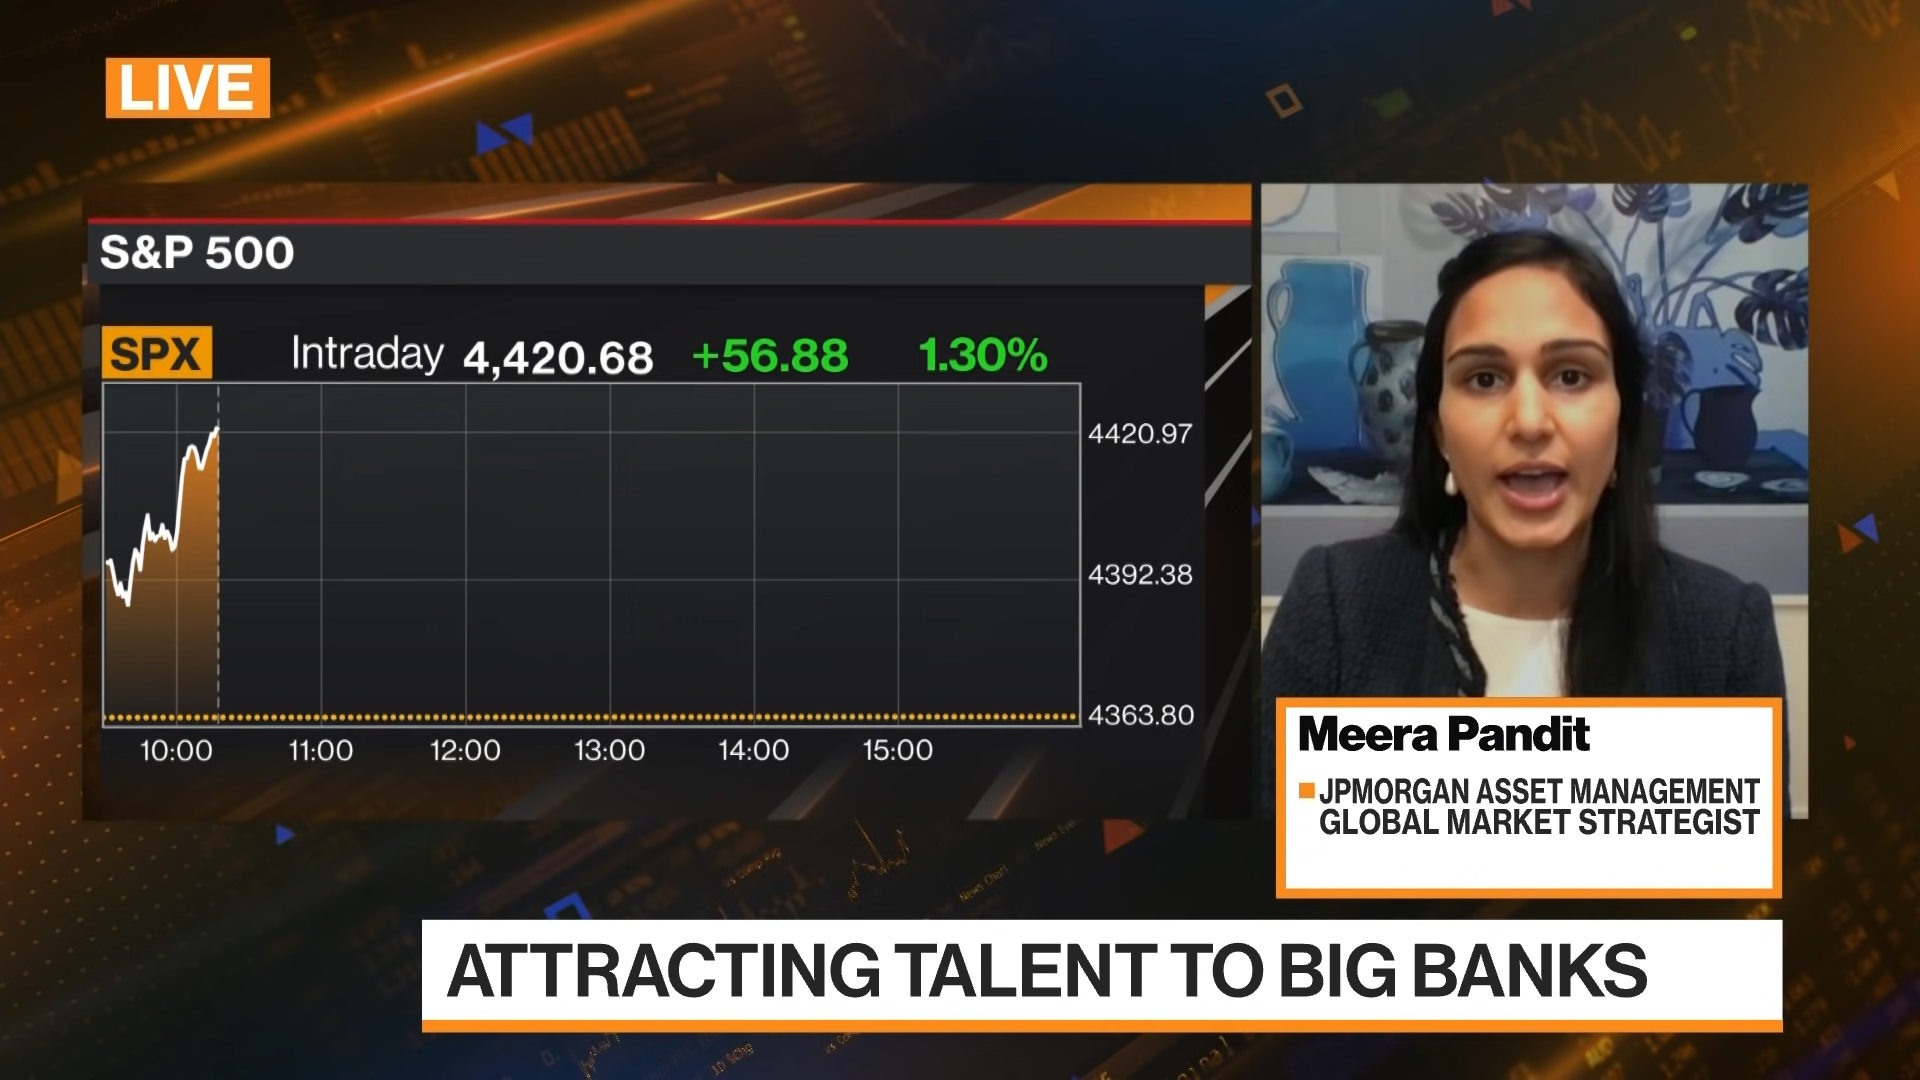 LIVE
S&P 500
SPX Intraday 4,420.68 +56.88 1.30%
4420.97
4392.38
4363.80
10:00 11:00 12:00 13:00 14:00 15:00
Meera Pandit
JPMORGAN ASSET MANAGEMENT
GLOBAL MARKET STRATEGIST
News Chart
ATTRACTING TALENT TO BIG BANKS